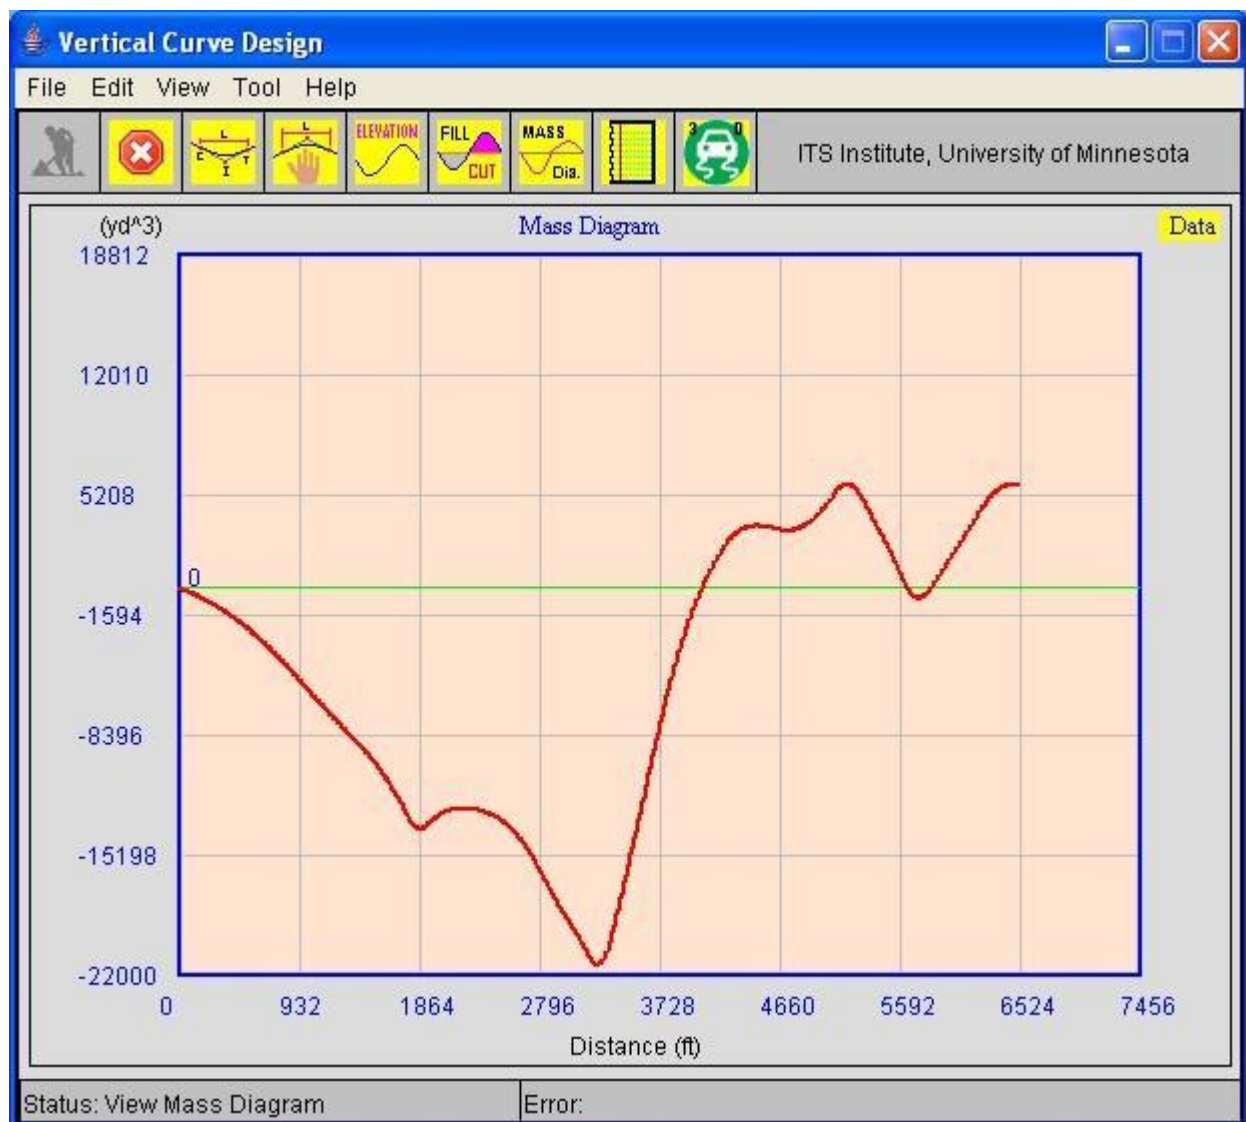 Vertical Curve Design
File Edit View Tool Help
L
C T
I
L
ELEVATION
FILL
CUT
MASS
Dia.
3 0
ITS Institute, University of Minnesota
(yd^3)
Mass Diagram
Data
18812
12010
5208
0
-1594
-8396
-15198
-22000
0 932 1864 2796 3728 4660 5592 6524 7456
Distance (ft)
Status: View Mass Diagram
Error: